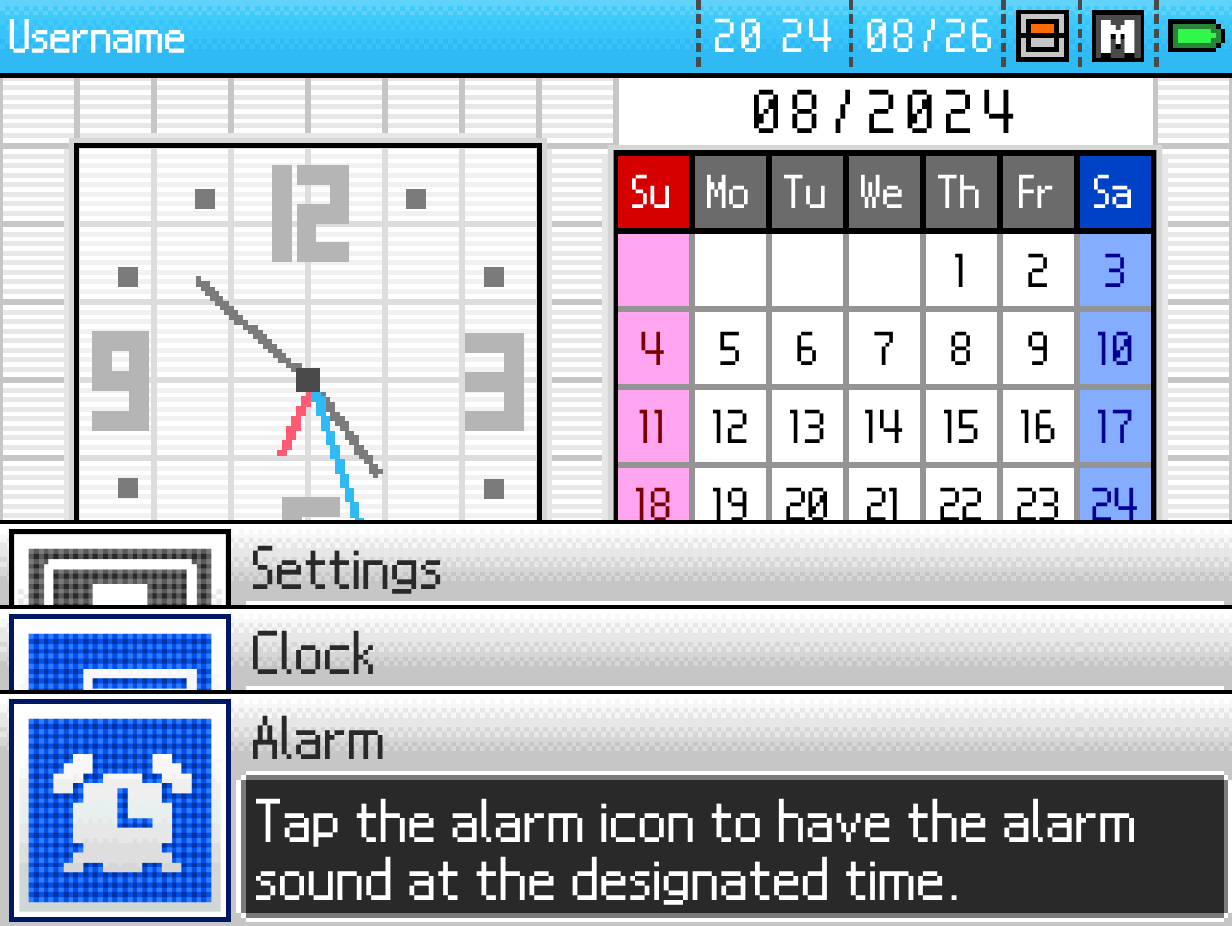 Username 20 24 08/26 M
08/2024
12
9 3
Su Mo Tu We Th Fr Sa
1 2 3
4 5 6 7 8 9 10
11 12 13 14 15 16 17
18 19 20 21 22 23 24
Settings
Clock
Alarm
Tap the alarm icon to have the alarm
sound at the designated time.